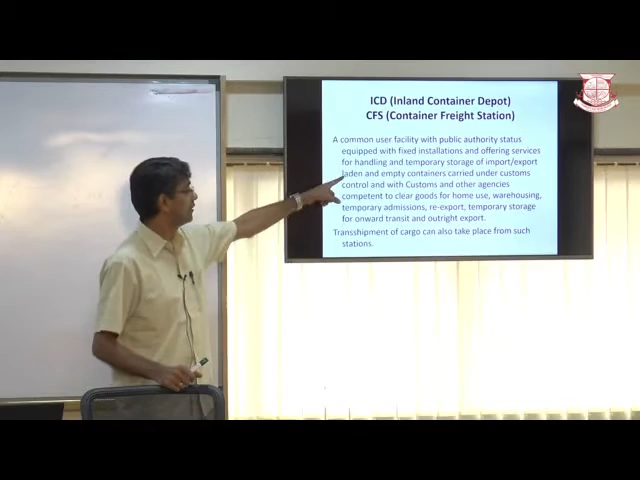 ICD (Inland Container Depot)
CFS (Container Freight Station)
A common user facility with public authority status
equipped with fixed installations and offering services
for handling and temporary storage of import/export
laden and empty containers carried under customs
control and with Customs and other agencies
competent to clear goods for home use, warehousing,
temporary admissions, re-export, temporary storage
for onward transit and outright export.
Transshipment of cargo can also take place from such
stations.